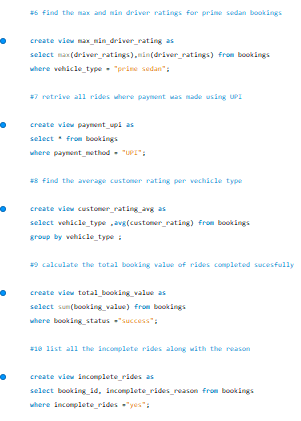 #6 find the max and min driver ratings for prime sedan bookings
create view max_min_driver_rating as
select max(driver_ratings),min(driver_ratings) from bookings
where vehicle_type = "prime sedan";
#7 retrive all rides where payment was made using UPI
create view payment_upi as
select * from bookings
where payment_method = "UPI";
#8 find the average customer rating per vechicle type
create view customer_rating_avg as
select vehicle_type ,avg(customer_rating) from bookings
group by vehicle_type ;
#9 calculate the total booking value of rides completed sucesfully
create view total_booking_value as
select sum(booking_value) from bookings
where booking_status ="success";
#10 list all the incomplete rides along with the reason
create view incomplete_rides as
select booking_id, incomplete_rides_reason from bookings
where incomplete_rides ="yes";